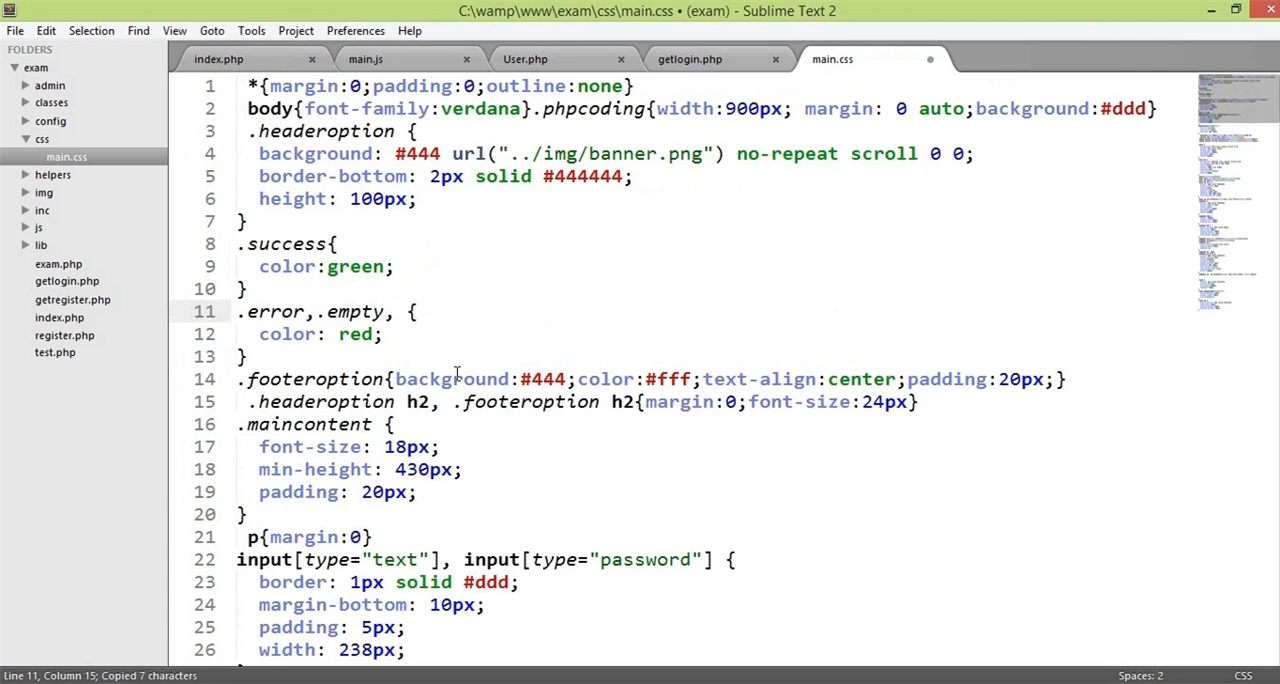 C:\wamp\www\exam\css\main.css • (exam) - Sublime Text 2
File Edit Selection Find View Goto Tools Project Preferences Help
FOLDERS
exam
admin
classes
config
css
main.css
helpers
img
inc
js
lib
exam.php
getlogin.php
getregister.php
index.php
register.php
test.php
index.php × main.js × User.php × getlogin.php × main.css
1 *{margin:0;padding:0;outline:none}
2 body{font-family:verdana}.phpcoding{width:900px; margin: 0 auto;background:#ddd}
3 .headeroption {
4 background: #444 url("../img/banner.png") no-repeat scroll 0 0;
5 border-bottom: 2px solid #444444;
6 height: 100px;
7 }
8 .success{
9 color:green;
10 }
11 .error,.empty, {
12 color: red;
13 }
14 .footeroption{background:#444;color:#fff;text-align:center;padding:20px;}
15 .headeroption h2, .footeroption h2{margin:0;font-size:24px}
16 .maincontent {
17 font-size: 18px;
18 min-height: 430px;
19 padding: 20px;
20 }
21 p{margin:0}
22 input[type="text"], input[type="password"] {
23 border: 1px solid #ddd;
24 margin-bottom: 10px;
25 padding: 5px;
26 width: 238px;
Line 11, Column 15; Copied 7 characters Spaces: 2 CSS